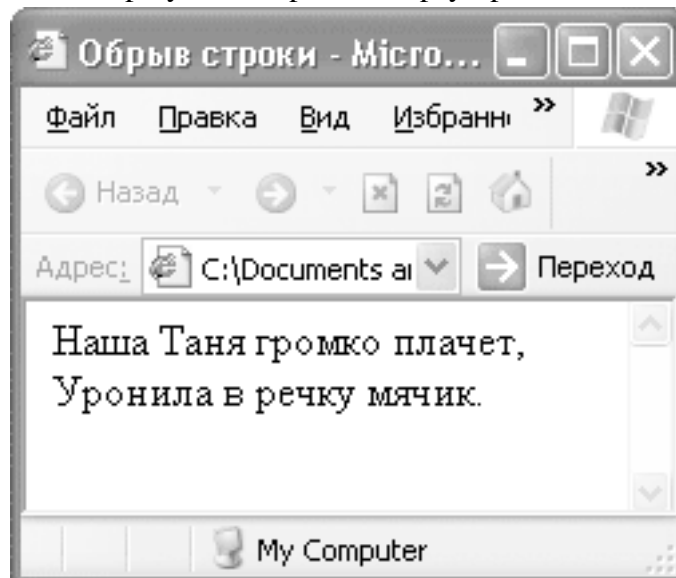 Обрыв строки - Micro...
Файл Правка Вид Избранн »
Назад »
Адрес: C:\Documents ai Переход
Наша Таня громко плачет,
Уронила в речку мячик.
My Computer